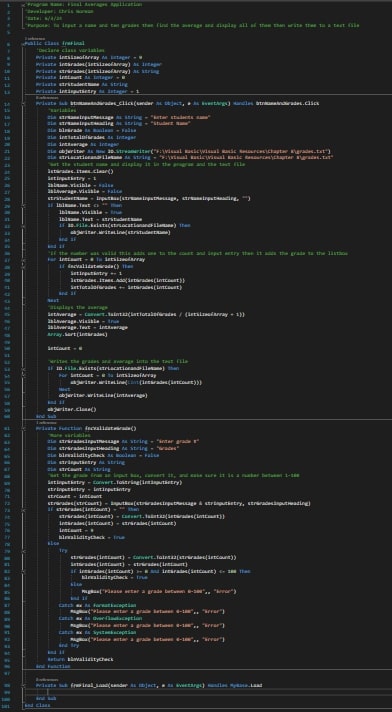 'Program Name: Final Averages Application
'Developer: Chris
'Purpose: To input a name and ten grades then find the average and display all of them then write them to a text file
Public Class frmFinal
'Declare class variables
Private intSizeofArray As Integer = 9
Private intGrades(intSizeofArray) As Integer
Private strGrades(intSizeofArray) As String
Private intCount As Integer = 0
Private strStudentName As String
Private intInputEntry As Integer = 1
Private Sub btnNameAndGrades_Click(sender As Object, e As EventArgs) Handles btnNameAndGrades.Click
'Variables
Dim strNameInputMessage As String = "Enter students name"
Dim strNameInputHeading As String = "Student Name"
Dim blnGrade As Boolean = False
Dim intTotalOfGrades As Integer
Dim intAverage As Integer
Dim objWriter As New IO.StreamWriter("F:\Visual Basic\Visual Basic Resources\Chapter 8\grades.txt")
Dim strLocationAndFileName As String = "F:\Visual Basic\Visual Basic Resources\Chapter 8\grades.txt"
'Get the student name and display it in the program and the text file
lstGrades.Items.Clear()
intInputEntry = 1
lblName.Visible = False
lblAverage.Visible = False
strStudentName = InputBox(strNameInputMessage, strNameInputHeading, "")
If lblName.Text <> "" Then
lblName.Visible = True
lblName.Text = strStudentName
If IO.File.Exists(strLocationAndFileName) Then
objWriter.WriteLine(strStudentName)
End If
End If
'If the number was valid this adds one to the count and input entry then it adds the grade to the listbox
For intCount = 0 To intSizeofArray
If fncValidateGrade() Then
intInputEntry += 1
lstGrades.Items.Add(intGrades(intCount))
intTotalOfGrades += intGrades(intCount)
End If
Next
'Displays the average
intAverage = Convert.ToInt32(intTotalOfGrades / (intSizeofArray + 1))
lblAverage.Visible = True
lblAverage.Text = intAverage
Array.Sort(intGrades)
intCount = 0
'Writes the grades and average into the text file
If IO.File.Exists(strLocationAndFileName) Then
For intCount = 0 To intSizeofArray
objWriter.WriteLine((intGrades(intCount)))
Next
objWriter.WriteLine(intAverage)
End If
objWriter.Close()
End Sub
Private Function fncValidateGrade()
variables
Dim strGradesInputMessage As String = "Enter grade #"
Dim strGradesInputHeading As String = "Grades"
Dim blnValidityCheck As Boolean = False
Dim strInputEntry As String
Dim strCount As String
'Get the grade from an input box, convert it, and make sure it is a number between 1-100
intInputEntry = Convert.ToString(intInputEntry)
strInputEntry = intInputEntry
strCount = intCount
strGrades(strCount) = InputBox(strGradesInputMessage & strInputEntry, strGradesInputHeading)
If strGrades(intCount) = "" Then
strGrades(intCount) = Convert.ToInt32(intGrades(intCount))
intGrades(intCount) = strGrades(intCount)
intCount = 0
blnValidityCheck = True
Else
Try
strGrades(intCount) = Convert.ToInt32(strGrades(intCount))
intGrades(intCount) = strGrades(intCount)
If intGrades(intCount) >= 0 And intGrades(intCount) <= 100 Then
blnValidityCheck = True
Else
MsgBox("Please enter a grade between 0-100",, "Error")
End If
Catch ex As FormatException
MsgBox("Please enter a grade between 0-100",, "Error")
Catch ex As OverflowException
MsgBox("Please enter a grade between 0-100",, "Error")
Catch ex As SystemException
MsgBox("Please enter a grade between 0-100",, "Error")
End Try
End If
Return blnValidityCheck
End Function
Private Sub frmFinal_Load(sender As Object, e As EventArgs) Handles MyBase.Load
End Sub
End Class